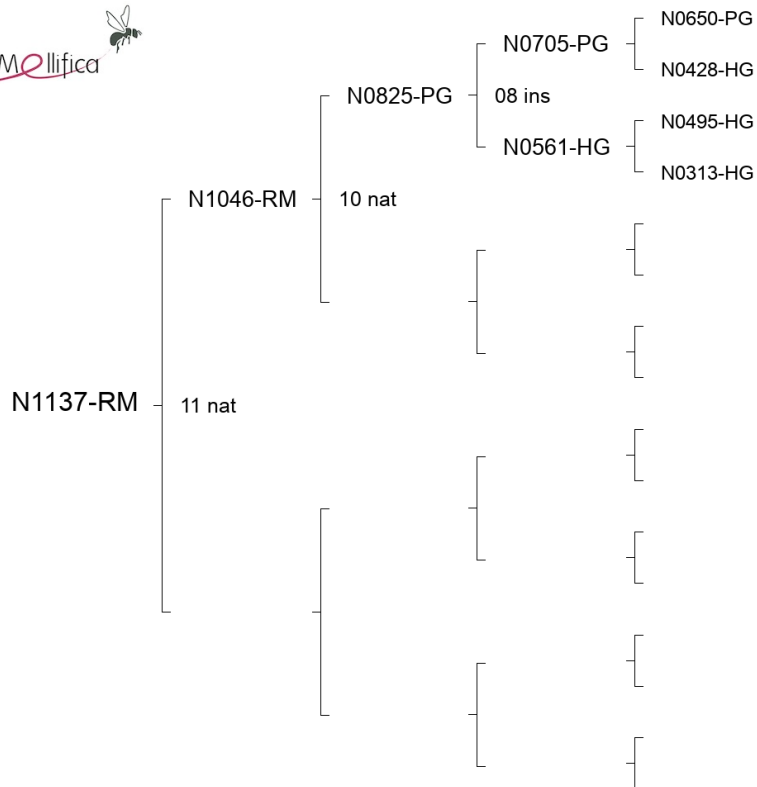 Mellifica
N0650-PG
N0705-PG
N0428-HG
N0825-PG
08 ins
N0495-HG
N0561-HG
N0313-HG
N1046-RM
10 nat
N1137-RM
11 nat